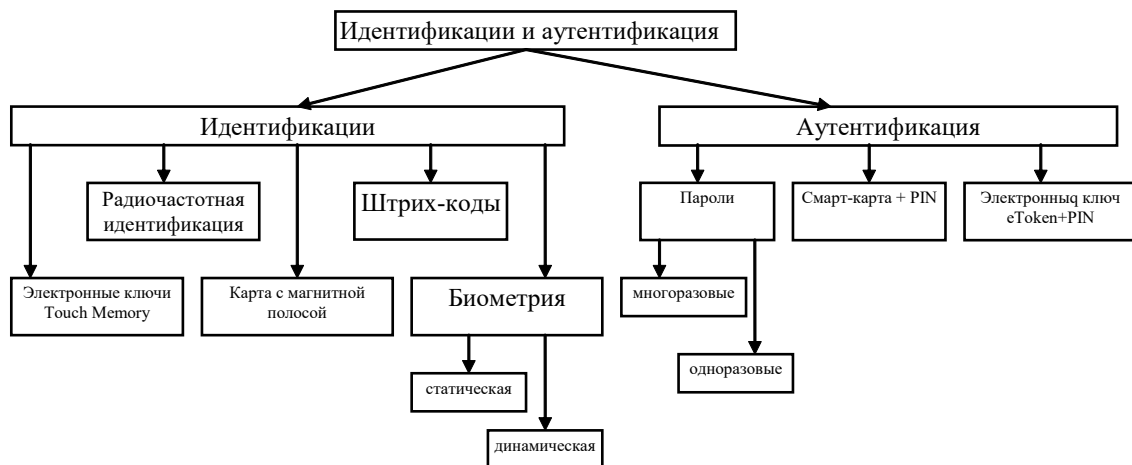 Идентификации и аутентификация
Идентификации
Аутентификация
Радиочастотная
идентификация
Штрих-коды
Пароли
Смарт-карта + PIN
Электронныq ключ
eToken+PIN
Электронные ключи
Touch Memory
Карта с магнитной
полосой
Биометрия
многоразовые
статическая
одноразовые
динамическая